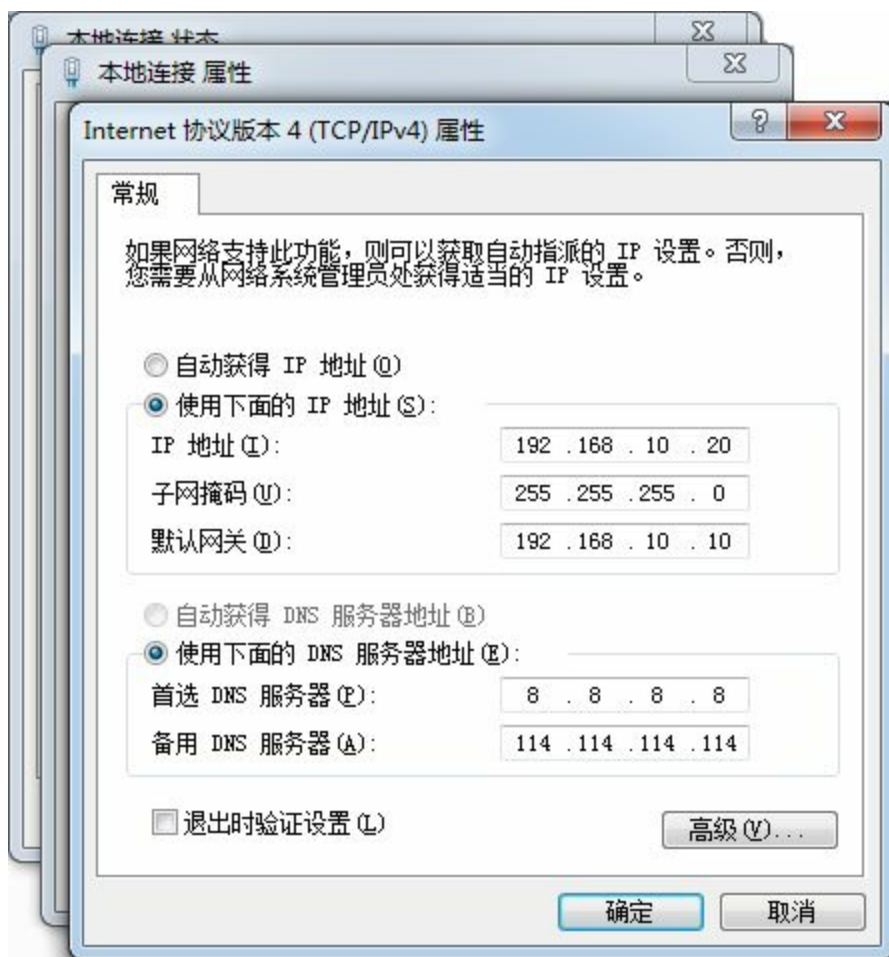 本地连接 状态
本地连接 属性
Internet 协议版本 4 (TCP/IPv4) 属性
常规
如果网络支持此功能，则可以获取自动指派的 IP 设置。否则，
您需要从网络系统管理员处获得适当的 IP 设置。
自动获得 IP 地址(O)
使用下面的 IP 地址(S):
IP 地址(I): 192 .168 . 10 . 20
子网掩码(U): 255 .255 .255 . 0
默认网关(D): 192 .168 . 10 . 10
自动获得 DNS 服务器地址(B)
使用下面的 DNS 服务器地址(E):
首选 DNS 服务器(P): 8 . 8 . 8 . 8
备用 DNS 服务器(A): 114 .114 .114 .114
退出时验证设置(L)
高级(V)...
确定
取消